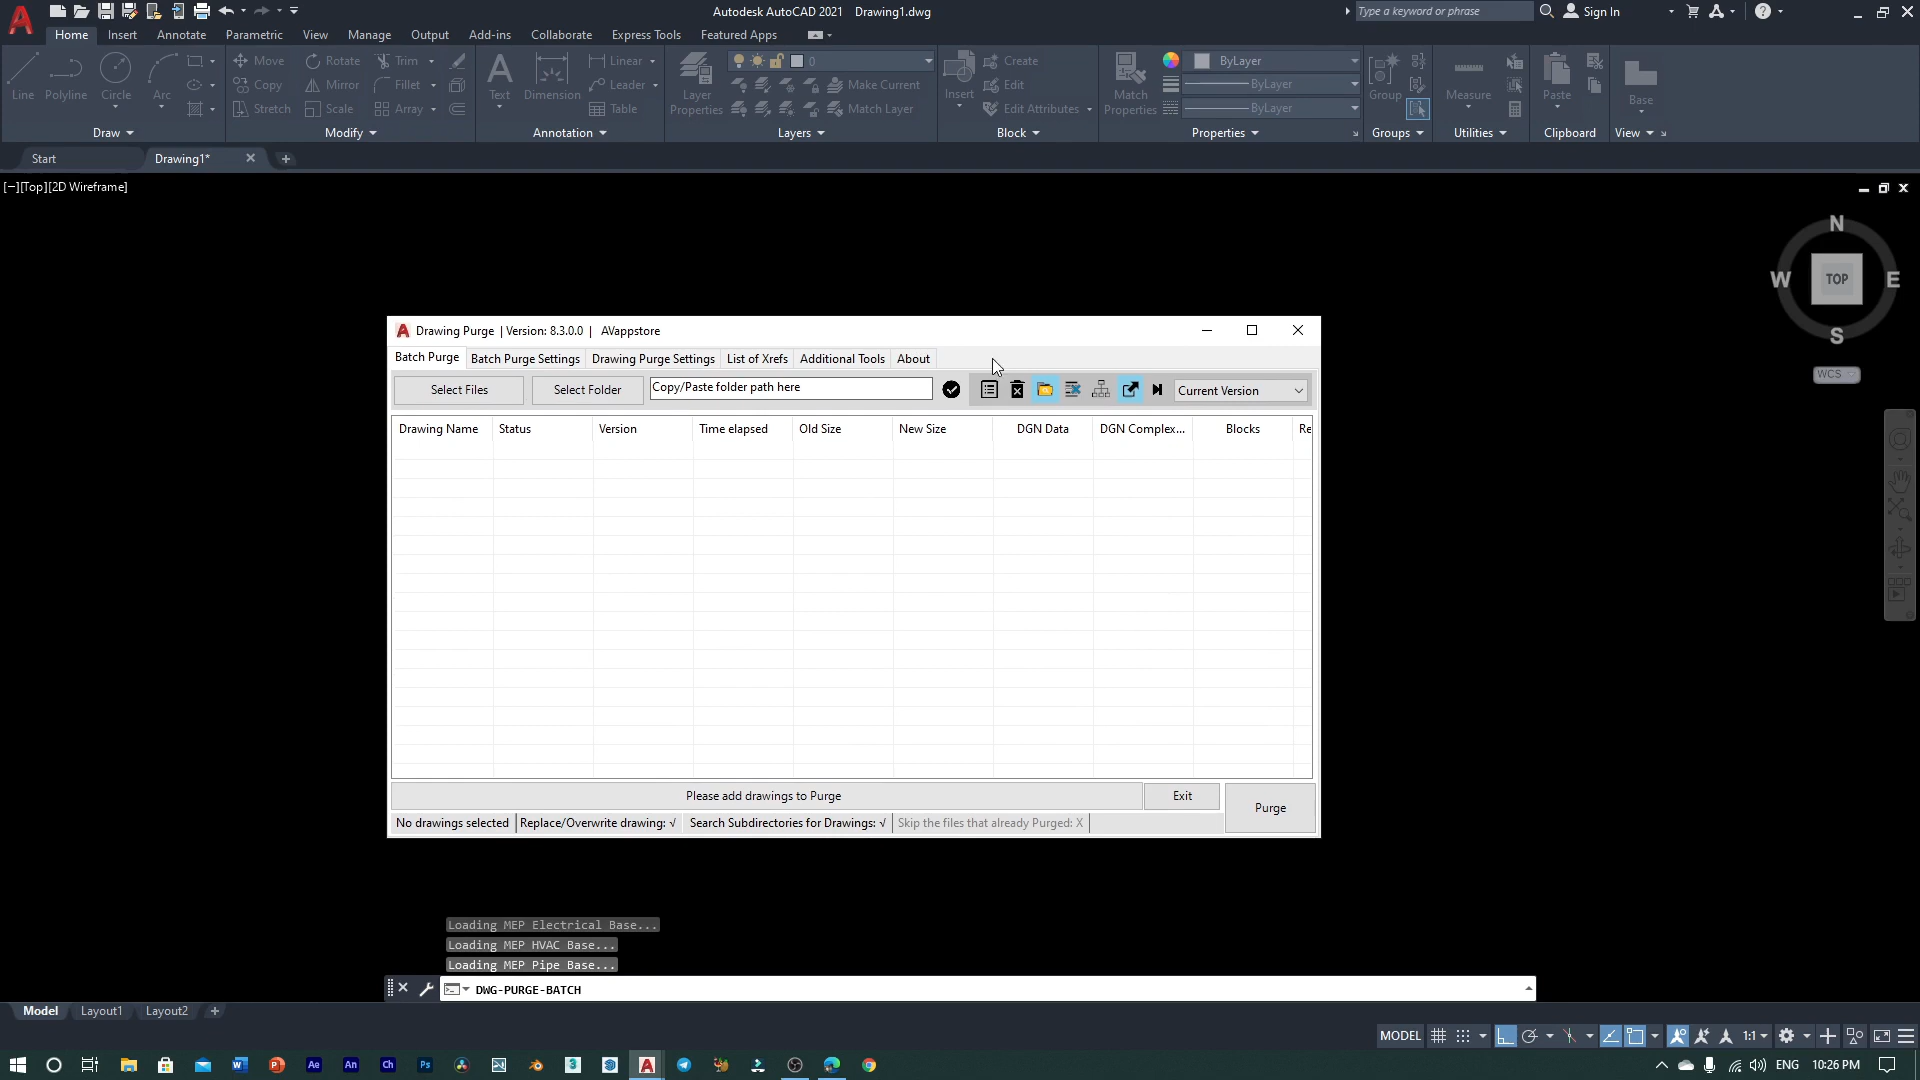 Autodesk AutoCAD 2021 Drawing1.dwg
Type a keyword or phrase
Sign In
Home Insert Annotate Parametric View Manage Output Add-ins Collaborate Express Tools Featured Apps
Line Polyline Circle Arc
Draw
Move Rotate Trim
Copy Mirror Fillet
Stretch Scale Array
Modify
Text Dimension
Linear
Leader
Table
Annotation
Layer Properties
0
Make Current
Match Layer
Layers
Insert
Create
Edit
Edit Attributes
Block
Match Properties
ByLayer
ByLayer
ByLayer
Properties
Group
Groups
Measure
Utilities
Paste
Clipboard
Base
View
Start Drawing1*
[−][Top][2D Wireframe]
N
W TOP E
S
WCS
Drawing Purge | Version: 8.3.0.0 | AVappstore
Batch Purge Batch Purge Settings Drawing Purge Settings List of Xrefs Additional Tools About
Select Files Select Folder Copy/Paste folder path here Current Version
Drawing Name Status Version Time elapsed Old Size New Size DGN Data DGN Complex... Blocks Re
Please add drawings to Purge Exit Purge
No drawings selected Replace/Overwrite drawing: √ Search Subdirectories for Drawings: √ Skip the files that already Purged: X
Loading MEP Electrical Base...
Loading MEP HVAC Base...
Loading MEP Pipe Base...
DWG-PURGE-BATCH
Model Layout1 Layout2 +
MODEL 1:1
Ae An Ch Ps 3 A
ENG 10:26 PM